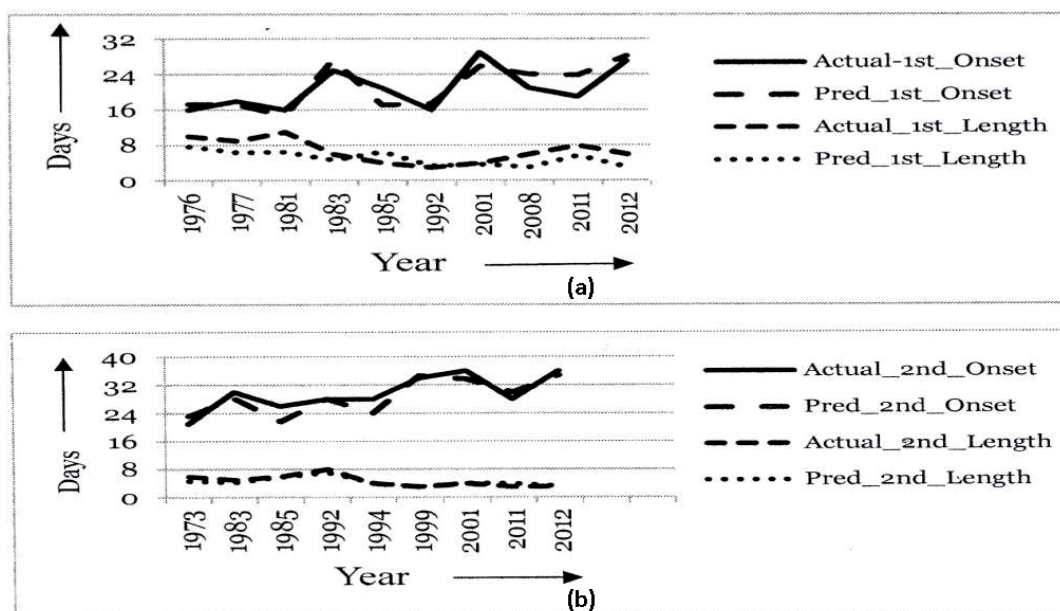 32
24
16
8
0
Days
1976
1977
1981
1983
1985
1992
2001
2008
2011
2012
Year
(a)
Actual-1st_Onset
Pred_1st_Onset
Actual_1st_Length
Pred_1st_Length
40
32
24
16
8
0
Days
1973
1983
1985
1992
1994
1999
2001
2011
2012
Year
(b)
Actual_2nd_Onset
Pred_2nd_Onset
Actual_2nd_Length
Pred_2nd_Length